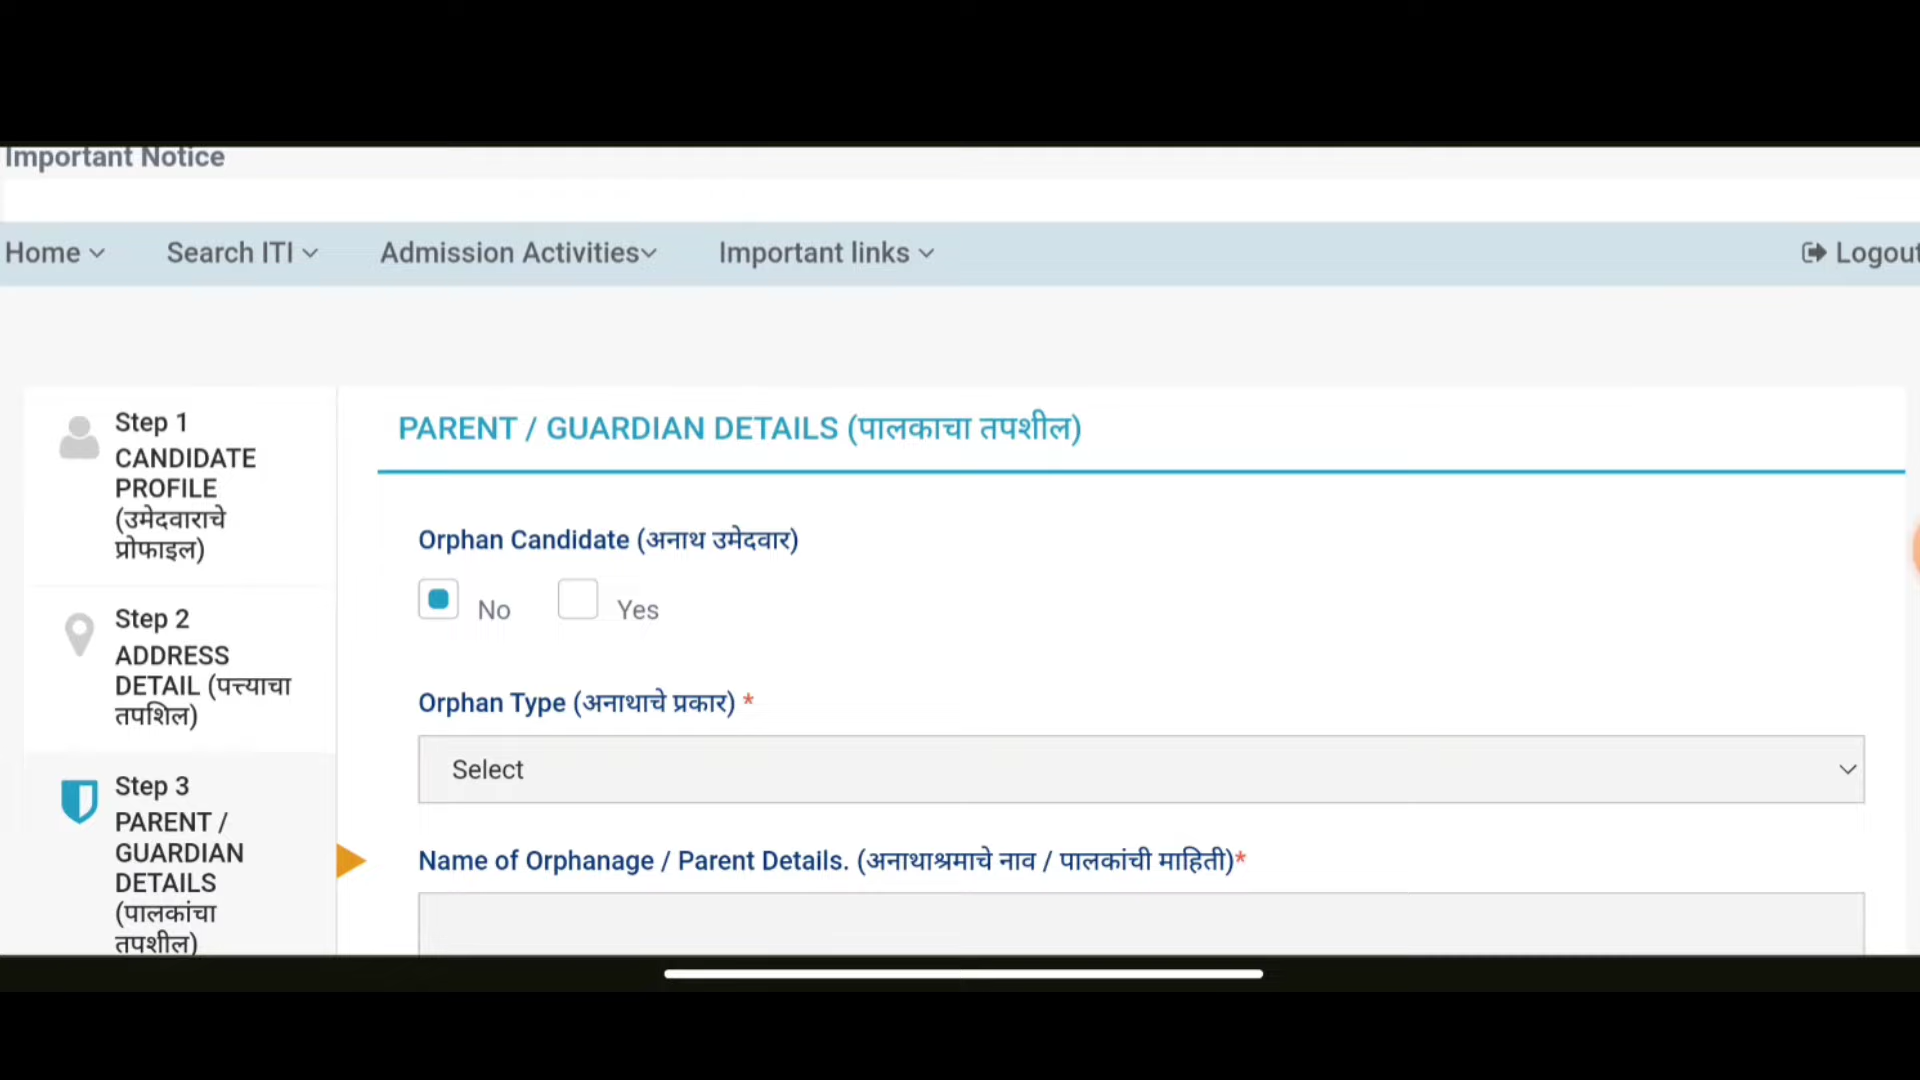 Important Notice
Home
Search ITI
Admission Activities
Important links
Logout
Step 1
CANDIDATE
PROFILE
(उमेदवाराचे
प्रोफाइल)
Step 2
ADDRESS
DETAIL (पत्त्याचा
तपशिल)
Step 3
PARENT /
GUARDIAN
DETAILS
(पालकांचा
तपशील)
PARENT / GUARDIAN DETAILS (पालकाचा तपशील)
Orphan Candidate (अनाथ उमेदवार)
No Yes
Orphan Type (अनाथाचे प्रकार) *
Select
Name of Orphanage / Parent Details. (अनाथाश्रमाचे नाव / पालकांची माहिती)*